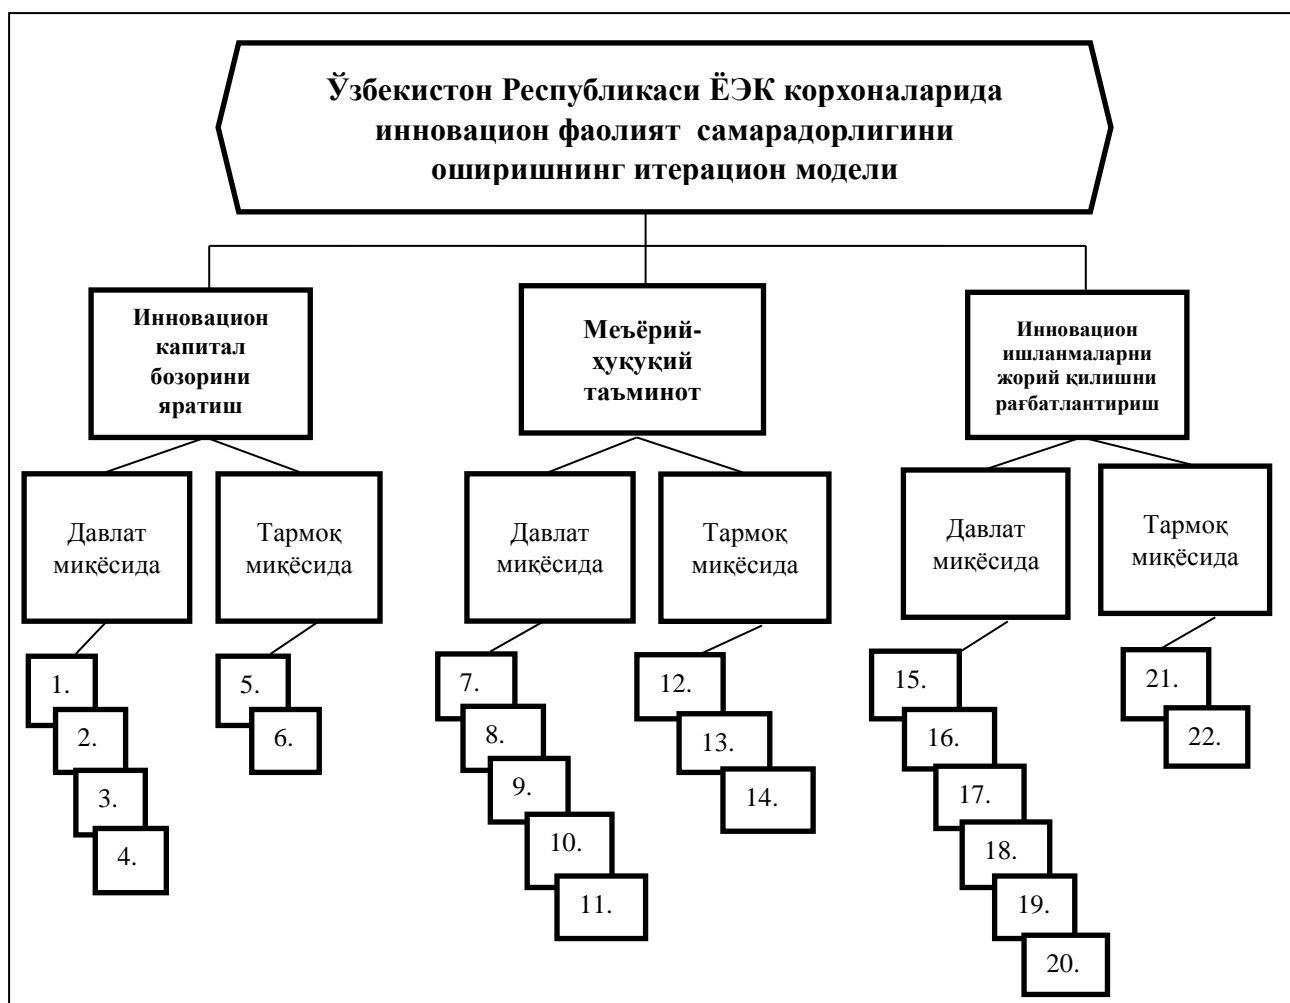 Ўзбекистон Республикаси ЁЭК корхоналарида
инновацион фаолият самарадорлигини
оширишнинг итерацион модели
Инновацион
капитал
бозорини
яратиш
Меъёрий-
ҳуқуқий
таъминот
Инновацион
ишланмаларни
жорий қилишни
рағбатлантириш
Давлат
миқёсида
Тармоқ
миқёсида
Давлат
миқёсида
Тармоқ
миқёсида
Давлат
миқёсида
Тармоқ
миқёсида
1.
2.
3.
4.
5.
6.
7.
8.
9.
10.
11.
12.
13.
14.
15.
16.
17.
18.
19.
20.
21.
22.